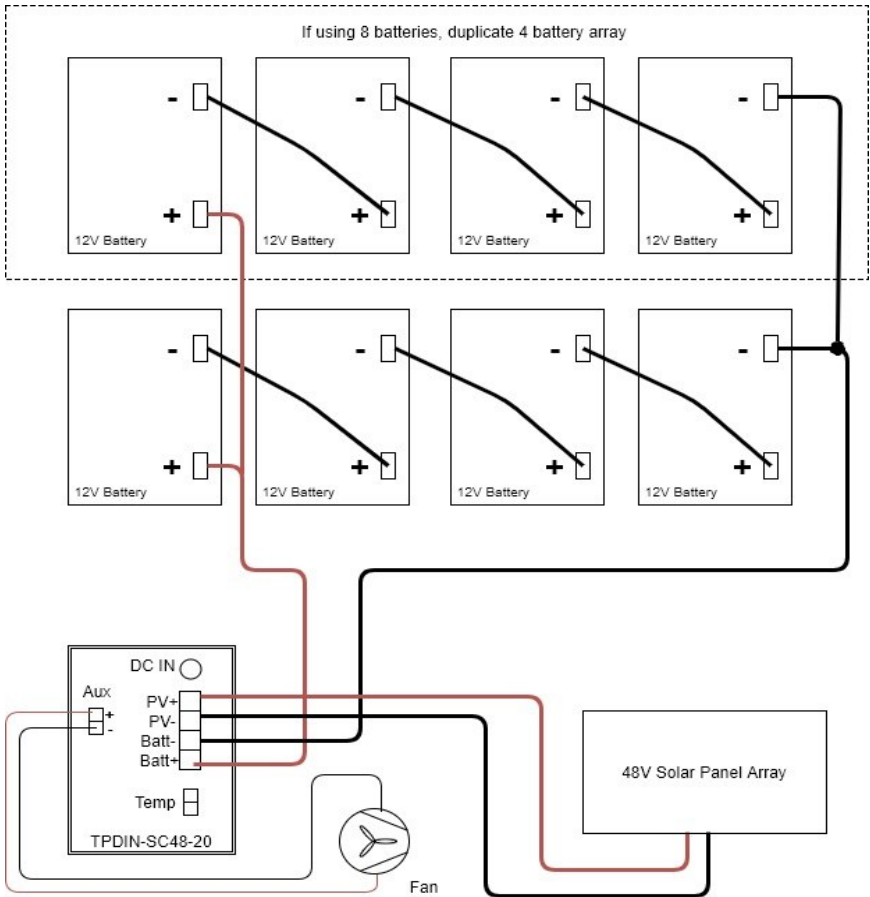 If using 8 batteries, duplicate 4 battery array
- - - -
+ + + +
12V Battery 12V Battery 12V Battery 12V Battery
- - - -
+ + + +
12V Battery 12V Battery 12V Battery 12V Battery
DC IN
Aux
+
-
PV+
PV-
Batt-
Batt+
Temp
TPDIN-SC48-20
48V Solar Panel Array
Fan